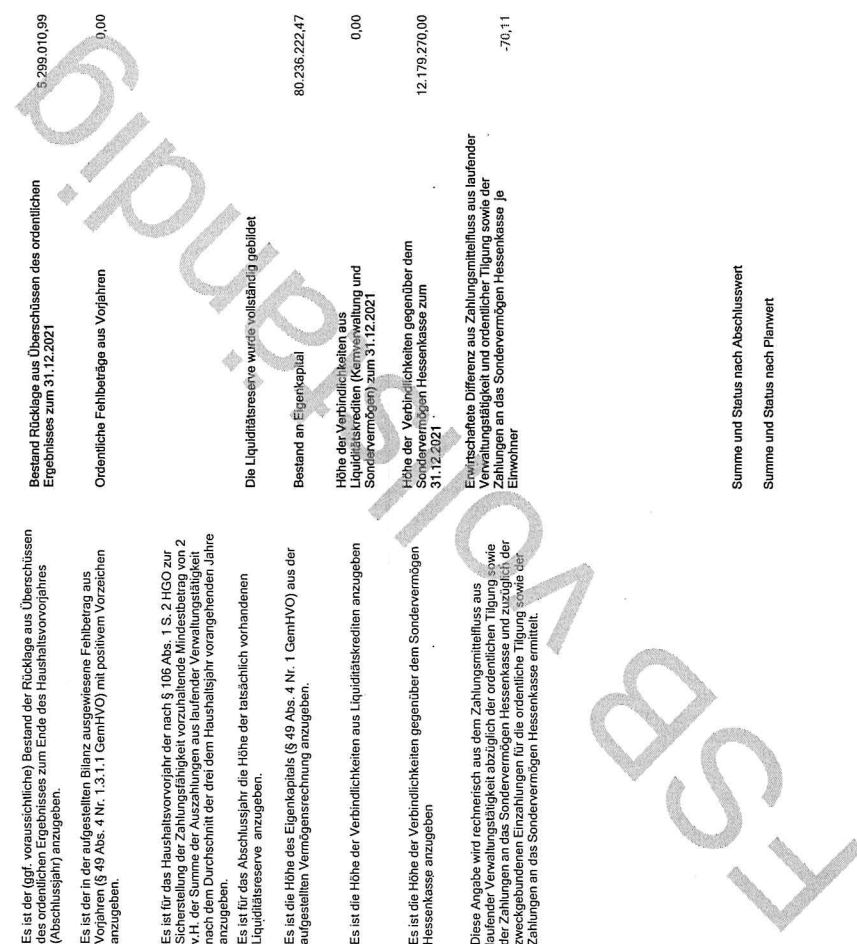 Es ist der (ggf. voraussichtliche) Bestand der Rücklage aus Überschüssen
des ordentlichen Ergebnisses zum Ende des Haushaltsvorvorjahres
(Abschlussjahr) anzugeben.
Bestand Rücklage aus Überschüssen des ordentlichen
Ergebnisses zum 31.12.2021
5.299.010,99
Es ist der in der aufgestellten Bilanz ausgewiesene Fehlbetrag aus
Vorjahren (§ 49 Abs. 4 Nr. 1.3.1.1 GemHVO) mit positivem Vorzeichen
anzugeben.
Ordentliche Fehlbeträge aus Vorjahren
0,00
Es ist für das Haushaltsvorvorjahr der nach § 106 Abs. 1 S. 2 HGO zur
Sicherstellung der Zahlungsfähigkeit vorzuhaltende Mindestbetrag von 2
v.H. der Summe der Auszahlungen aus laufender Verwaltungstätigkeit
nach dem Durchschnitt der drei dem Haushaltsjahr vorangehenden Jahre
anzugeben.
Es ist für das Abschlussjahr die Höhe der tatsächlich vorhandenen
Liquiditätsreserve anzugeben.
Die Liquiditätsreserve wurde vollständig gebildet
Es ist die Höhe des Eigenkapitals (§ 49 Abs. 4 Nr. 1 GemHVO) aus der
aufgestellten Vermögensrechnung anzugeben.
Bestand an Eigenkapital
80.236.222,47
Es ist die Höhe der Verbindlichkeiten aus Liquiditätskrediten anzugeben
Höhe der Verbindlichkeiten aus
Liquiditätskrediten (Kernverwaltung und
Sondervermögen) zum 31.12.2021
0,00
Es ist die Höhe der Verbindlichkeiten gegenüber dem Sondervermögen
Hessenkasse anzugeben
Höhe der Verbindlichkeiten gegenüber dem
Sondervermögen Hessenkasse zum
31.12.2021
12.179.270,00
Diese Angabe wird rechnerisch aus dem Zahlungsmittelfluss aus
laufender Verwaltungstätigkeit abzüglich der ordentlichen Tilgung sowie
der Zahlungen an das Sondervermögen Hessenkasse und zuzüglich der
zweckgebundenen Einzahlungen für die ordentliche Tilgung sowie der
Zahlungen an das Sondervermögen Hessenkasse ermittelt.
Erwirtschaftete Differenz aus Zahlungsmittelfluss aus laufender
Verwaltungstätigkeit und ordentlicher Tilgung sowie der
Zahlungen an das Sondervermögen Hessenkasse je
Einwohner
-70,11
Summe und Status nach Abschlusswert
Summe und Status nach Planwert
FSB vollständig